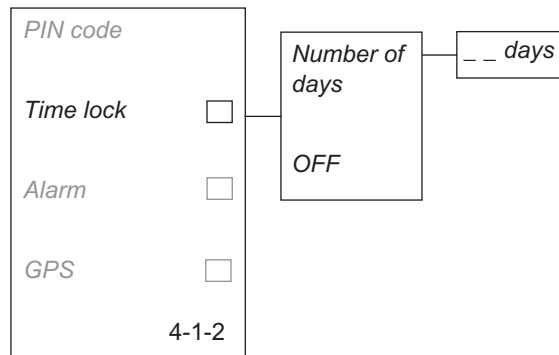 PIN code
Time lock
Alarm
GPS
4-1-2
Number of
days
OFF
_ _ days